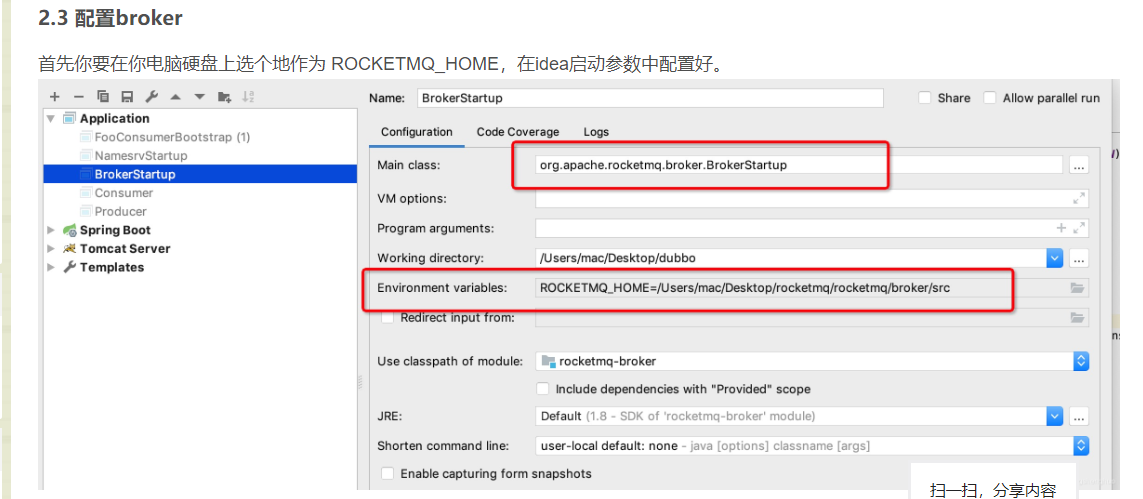 2.3 配置broker
首先你要在你电脑硬盘上选个地作为 ROCKETMQ_HOME，在idea启动参数中配置好。
Name: BrokerStartup Share Allow parallel run
Application
FooConsumerBootstrap (1)
NamesrvStartup
BrokerStartup
Consumer
Producer
Spring Boot
Tomcat Server
Templates
Configuration Code Coverage Logs
Main class: org.apache.rocketmq.broker.BrokerStartup ...
VM options:
Program arguments:
Working directory: /Users/mac/Desktop/dubbo ...
Environment variables: ROCKETMQ_HOME=/Users/mac/Desktop/rocketmq/rocketmq/broker/src
Redirect input from:
Use classpath of module: rocketmq-broker
Include dependencies with "Provided" scope
JRE: Default (1.8 - SDK of 'rocketmq-broker' module) ...
Shorten command line: user-local default: none - java [options] classname [args]
Enable capturing form snapshots
扫一扫，分享内容